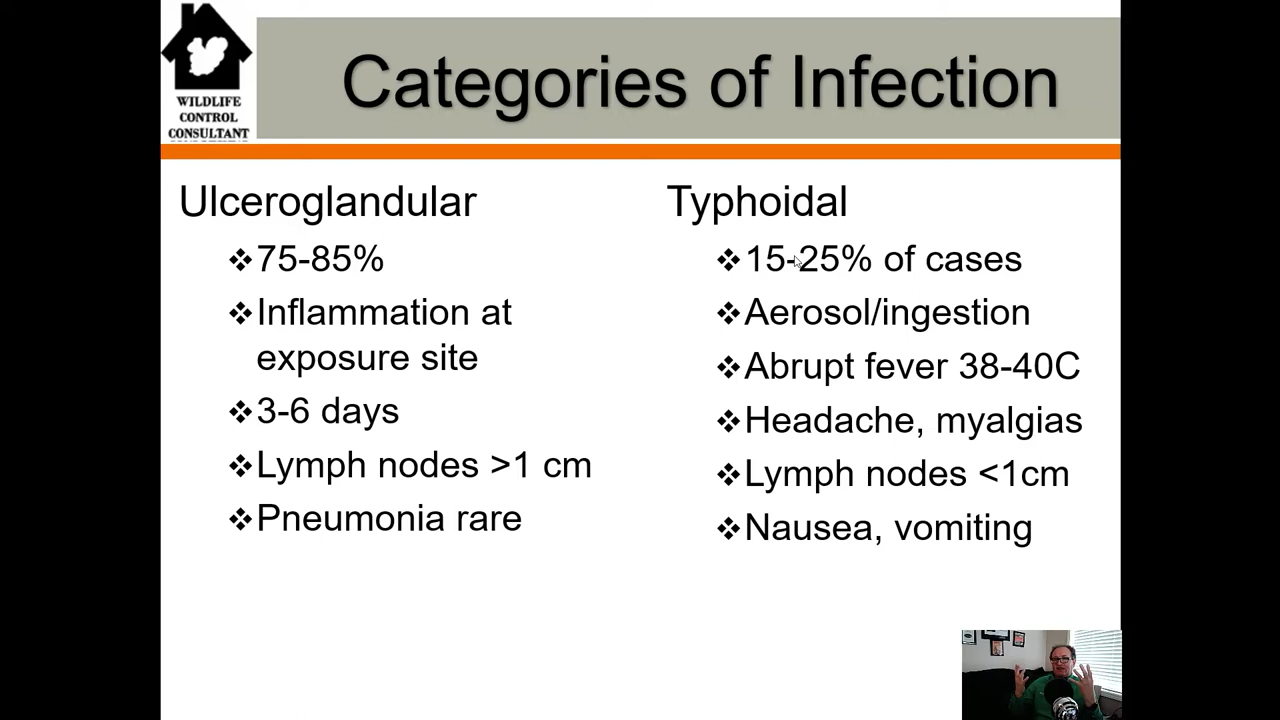 WILDLIFE
CONTROL
CONSULTANT
Categories of Infection
Ulceroglandular
❖75-85%
❖Inflammation at
exposure site
❖3-6 days
❖Lymph nodes >1 cm
❖Pneumonia rare
Typhoidal
❖15-25% of cases
❖Aerosol/ingestion
❖Abrupt fever 38-40C
❖Headache, myalgias
❖Lymph nodes <1cm
❖Nausea, vomiting